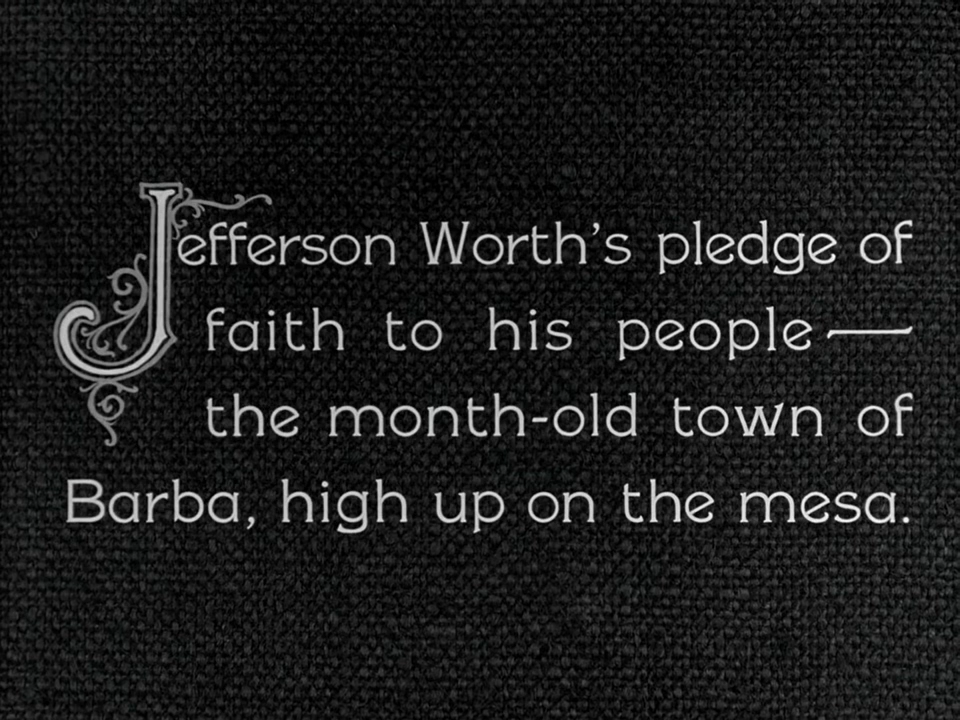 Jefferson Worth's pledge of
faith to his people—
the month-old town of
Barba, high up on the mesa.